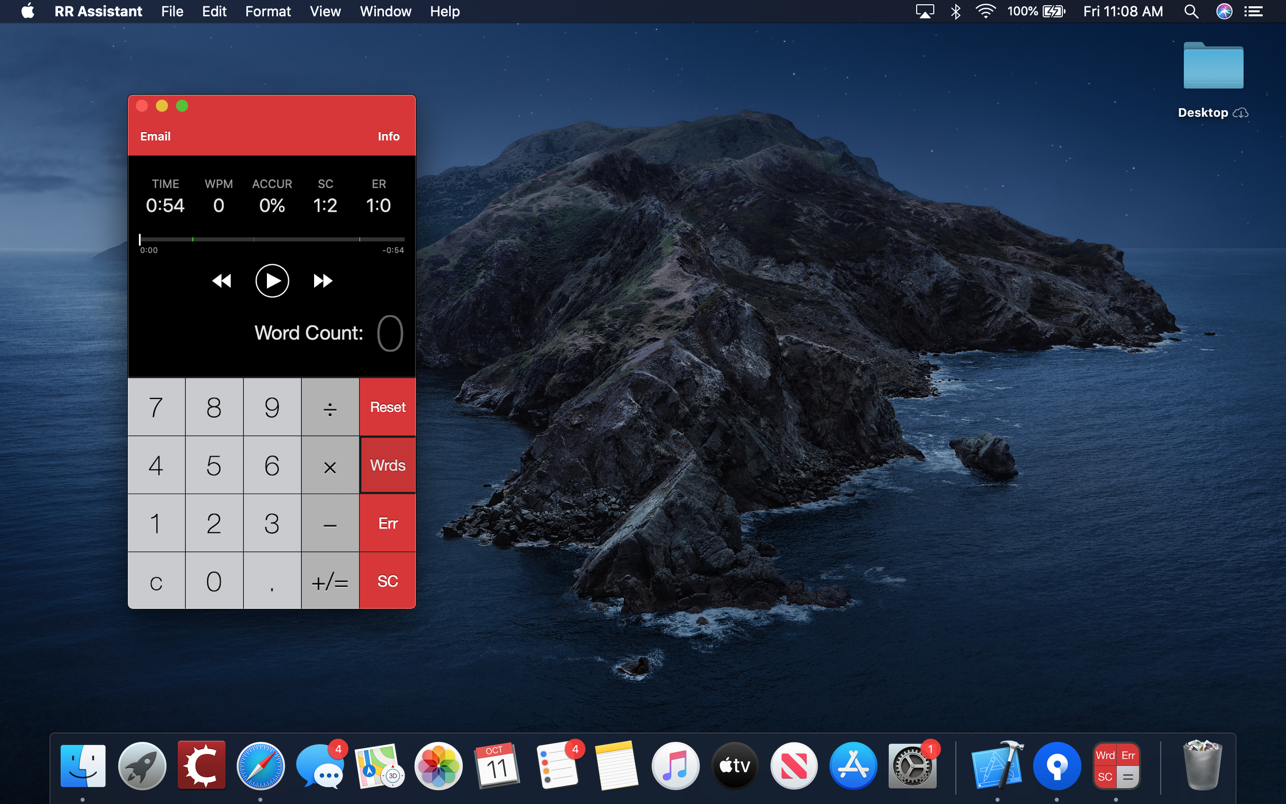 RR Assistant File Edit Format View Window Help 100% Fri 11:08 AM
Desktop
Email Info
TIME WPM ACCUR SC ER
0:54 0 0% 1:2 1:0
0:00 -0:54
Word Count: 0
7 8 9 ÷ Reset
4 5 6 × Wrds
1 2 3 − Err
c 0 . +/= SC
4 4 1
OCT
11
3D
tv
Wrd Err
SC =